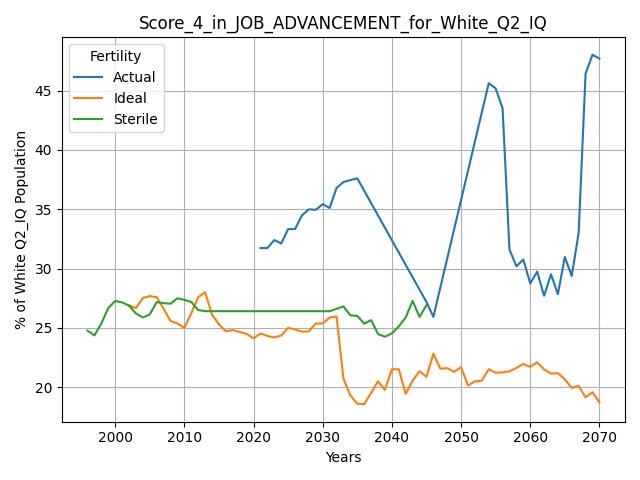 Score_4_in_JOB_ADVANCEMENT_for_White_Q2_IQ
Fertility
Actual
Ideal
Sterile
% of White Q2_IQ Population
45
40
35
30
25
20
2000
2010
2020
2030
2040
2050
2060
2070
Years